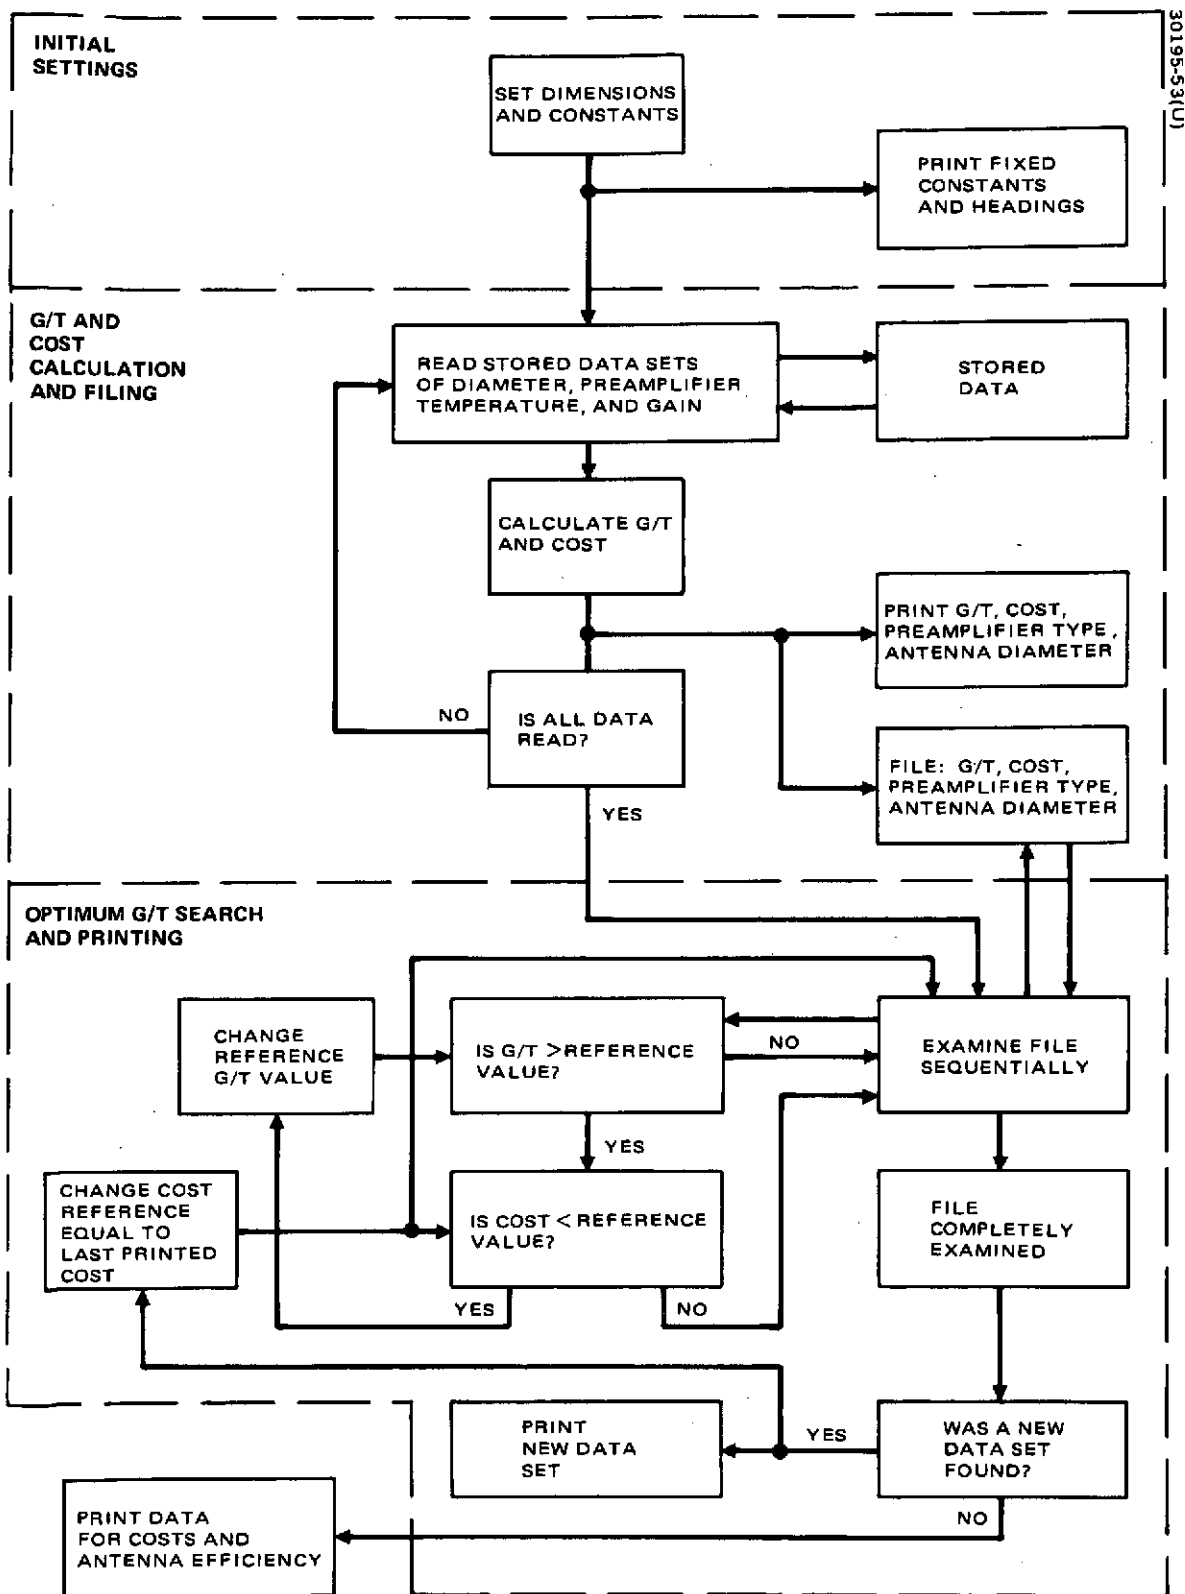 30195-53(U)
INITIAL
SETTINGS
SET DIMENSIONS
AND CONSTANTS
PRINT FIXED
CONSTANTS
AND HEADINGS
G/T AND
COST
CALCULATION
AND FILING
READ STORED DATA SETS
OF DIAMETER, PREAMPLIFIER
TEMPERATURE, AND GAIN
STORED
DATA
CALCULATE G/T
AND COST
PRINT G/T, COST,
PREAMPLIFIER TYPE,
ANTENNA DIAMETER
NO
IS ALL DATA
READ?
YES
FILE: G/T, COST,
PREAMPLIFIER TYPE,
ANTENNA DIAMETER
OPTIMUM G/T SEARCH
AND PRINTING
CHANGE
REFERENCE
G/T VALUE
IS G/T >REFERENCE
VALUE?
NO
EXAMINE FILE
SEQUENTIALLY
YES
CHANGE COST
REFERENCE
EQUAL TO
LAST PRINTED
COST
IS COST < REFERENCE
VALUE?
YES
NO
FILE
COMPLETELY
EXAMINED
PRINT
NEW DATA
SET
YES
WAS A NEW
DATA SET
FOUND?
NO
PRINT DATA
FOR COSTS AND
ANTENNA EFFICIENCY